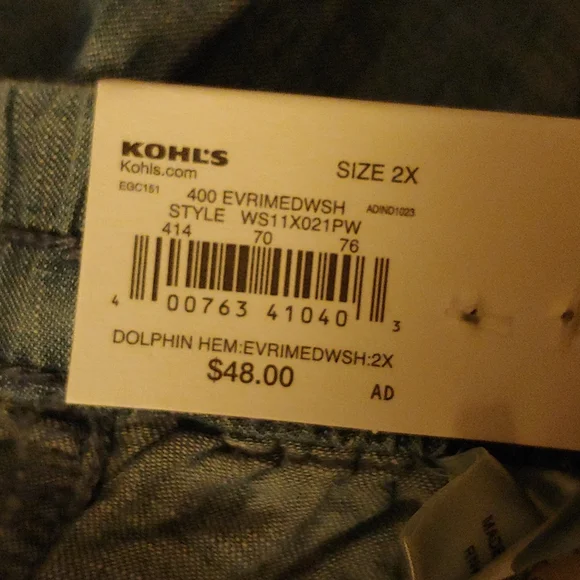 KOHL'S
Kohls.com
SIZE 2X
EGC151
400 EVRIMEDWSH
ADIND1023
STYLE WS11X021PW
414 70 76
4 00763 41040 3
DOLPHIN HEM:EVRIMEDWSH:2X
$48.00
AD
MADE